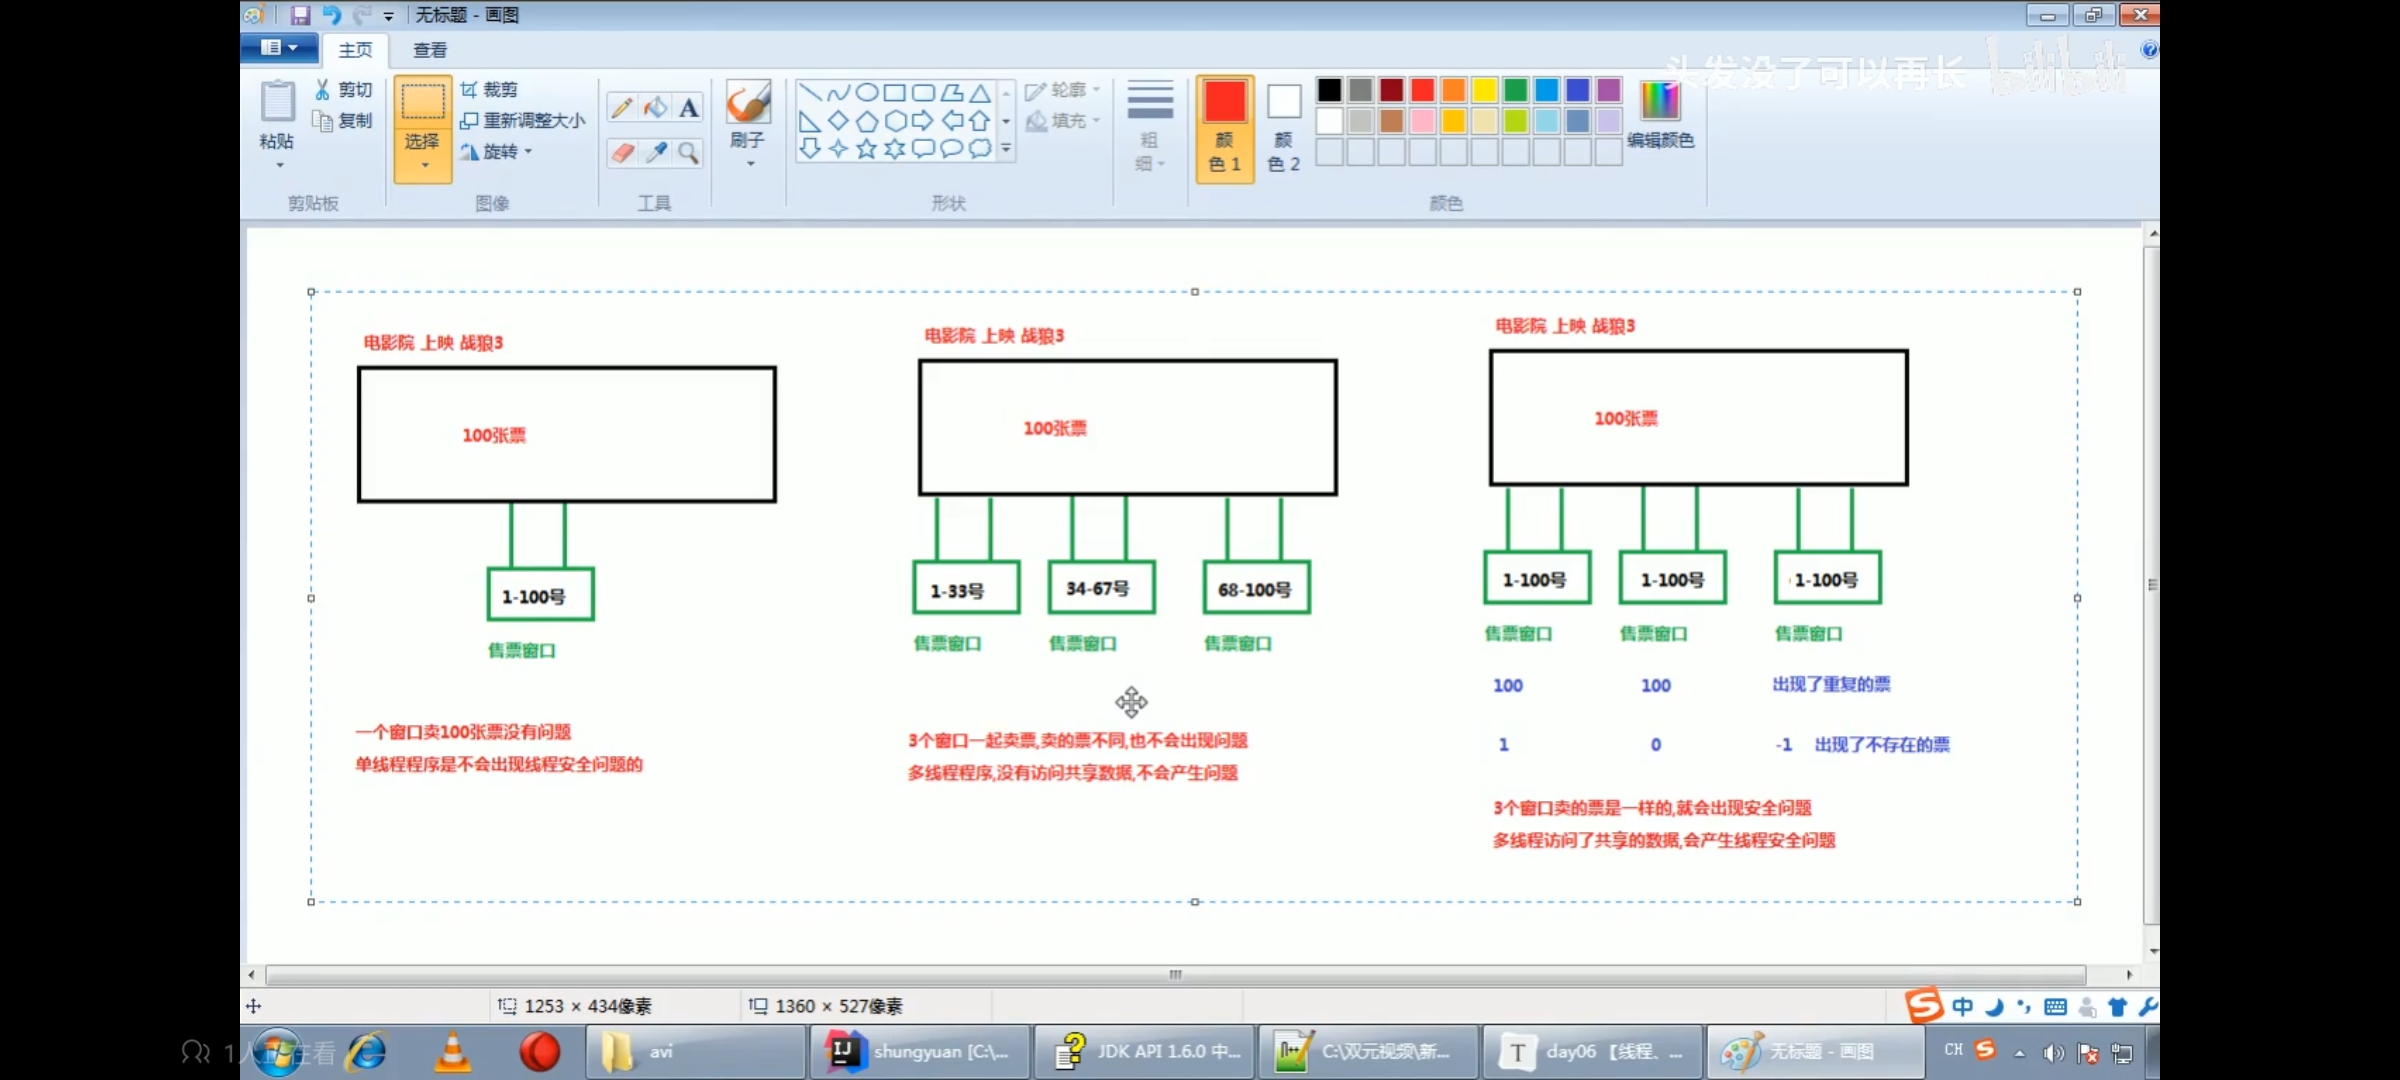 无标题 - 画图
主页
查看
头发没了可以再长
bilibili
粘贴
剪切
复制
剪贴板
选择
裁剪
重新调整大小
旋转
图像
A
工具
刷子
轮廓
填充
形状
粗细
颜色 1
颜色 2
编辑颜色
颜色
电影院 上映 战狼3
100张票
1-100号
售票窗口
一个窗口卖100张票没有问题
单线程程序是不会出现线程安全问题的
电影院 上映 战狼3
100张票
1-33号 34-67号 68-100号
售票窗口 售票窗口 售票窗口
3个窗口一起卖票,卖的票不同,也不会出现问题
多线程程序,没有访问共享数据,不会产生问题
电影院 上映 战狼3
100张票
1-100号 1-100号 1-100号
售票窗口 售票窗口 售票窗口
100 100 出现了重复的票
1 0 -1 出现了不存在的票
3个窗口卖的票是一样的,就会出现安全问题
多线程访问了共享的数据,会产生线程安全问题
1253 × 434像素
1360 × 527像素
中
1人正在看
avi
shungyuan [C:\...
JDK API 1.6.0 中...
C:\双元视频\新...
day06 【线程、...
无标题 - 画图
CH